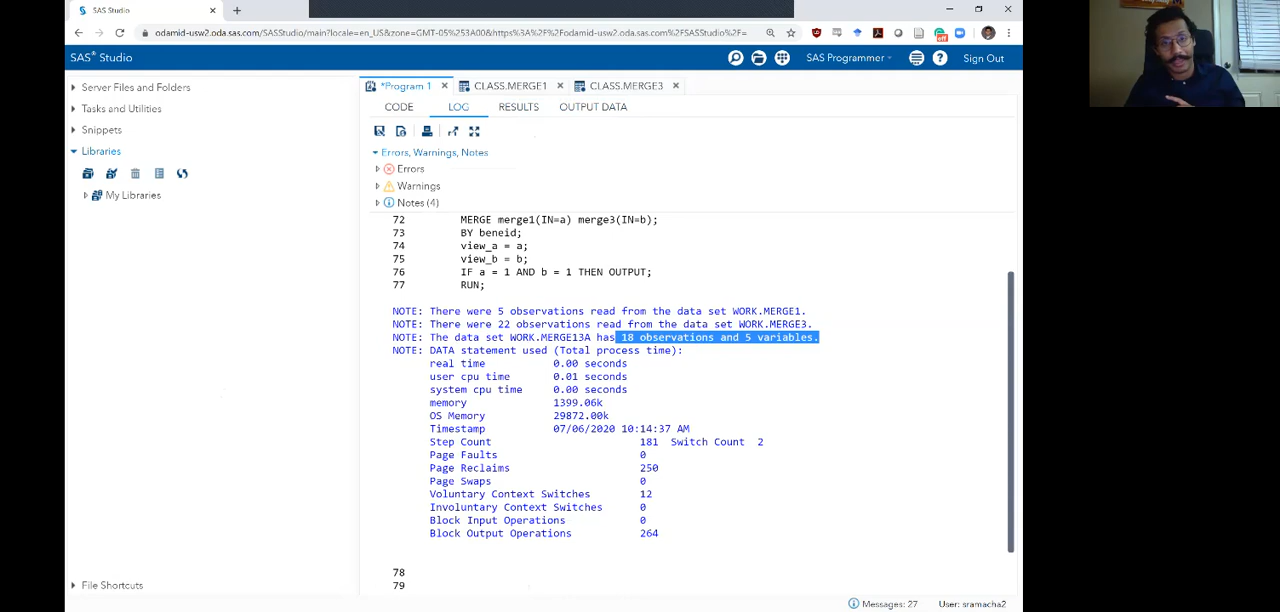 SAS Studio
odamid-usw2.oda.sas.com/SASStudio/main?locale=en_US&zone=GMT-05%253A00&https%3A%2F%2Fodamid-usw2.oda.sas.com%2FSASStudio%2F=
off
SAS® Studio
SAS Programmer
Sign Out
Server Files and Folders
Tasks and Utilities
Snippets
Libraries
My Libraries
File Shortcuts
*Program 1
CLASS.MERGE1
CLASS.MERGE3
CODE
LOG
RESULTS
OUTPUT DATA
Errors, Warnings, Notes
Errors
Warnings
Notes (4)
72 MERGE merge1(IN=a) merge3(IN=b);
73 BY beneid;
74 view_a = a;
75 view_b = b;
76 IF a = 1 AND b = 1 THEN OUTPUT;
77 RUN;
NOTE: There were 5 observations read from the data set WORK.MERGE1.
NOTE: There were 22 observations read from the data set WORK.MERGE3.
NOTE: The data set WORK.MERGE13A has 18 observations and 5 variables.
NOTE: DATA statement used (Total process time):
real time 0.00 seconds
user cpu time 0.01 seconds
system cpu time 0.00 seconds
memory 1399.06k
OS Memory 29872.00k
Timestamp 07/06/2020 10:14:37 AM
Step Count 181 Switch Count 2
Page Faults 0
Page Reclaims 250
Page Swaps 0
Voluntary Context Switches 12
Involuntary Context Switches 0
Block Input Operations 0
Block Output Operations 264
78
79
Messages: 27
User: sramacha2